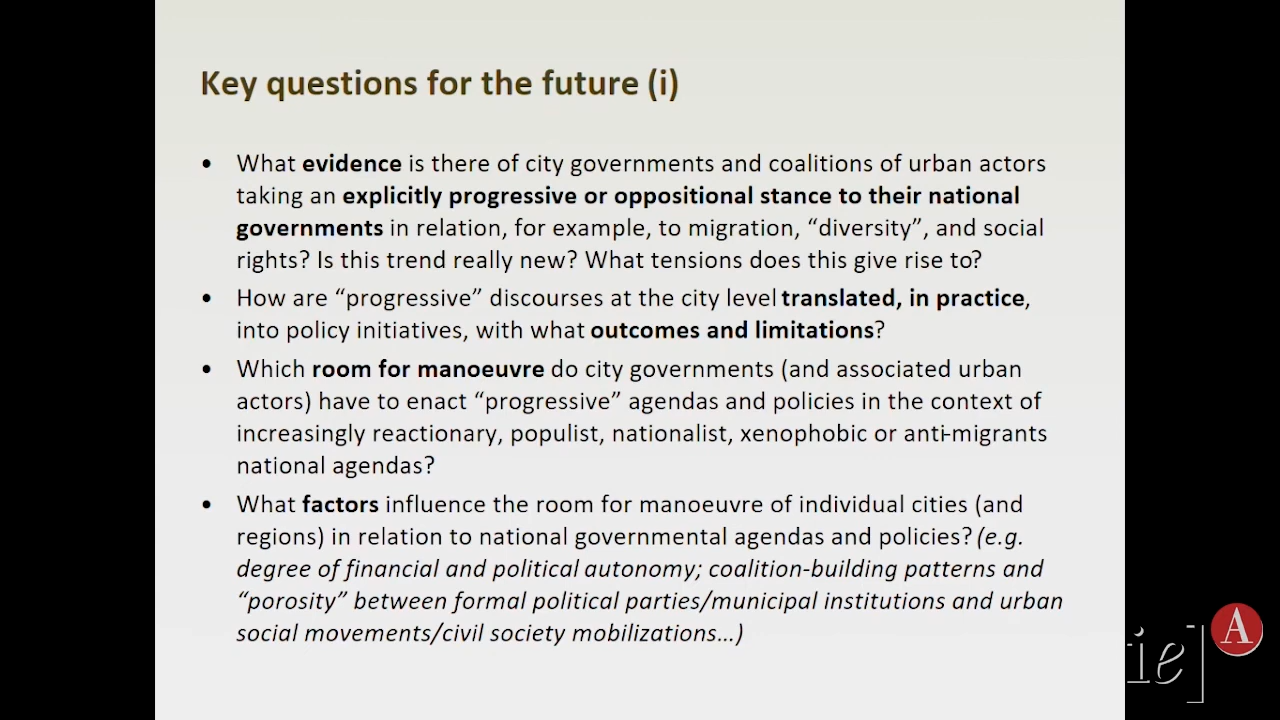 Key questions for the future (i)
• What evidence is there of city governments and coalitions of urban actors
taking an explicitly progressive or oppositional stance to their national
governments in relation, for example, to migration, “diversity”, and social
rights? Is this trend really new? What tensions does this give rise to?
• How are “progressive” discourses at the city level translated, in practice,
into policy initiatives, with what outcomes and limitations?
• Which room for manoeuvre do city governments (and associated urban
actors) have to enact “progressive” agendas and policies in the context of
increasingly reactionary, populist, nationalist, xenophobic or anti-migrants
national agendas?
• What factors influence the room for manoeuvre of individual cities (and
regions) in relation to national governmental agendas and policies? (e.g.
degree of financial and political autonomy; coalition-building patterns and
“porosity” between formal political parties/municipal institutions and urban
social movements/civil society mobilizations…)
ie]
A